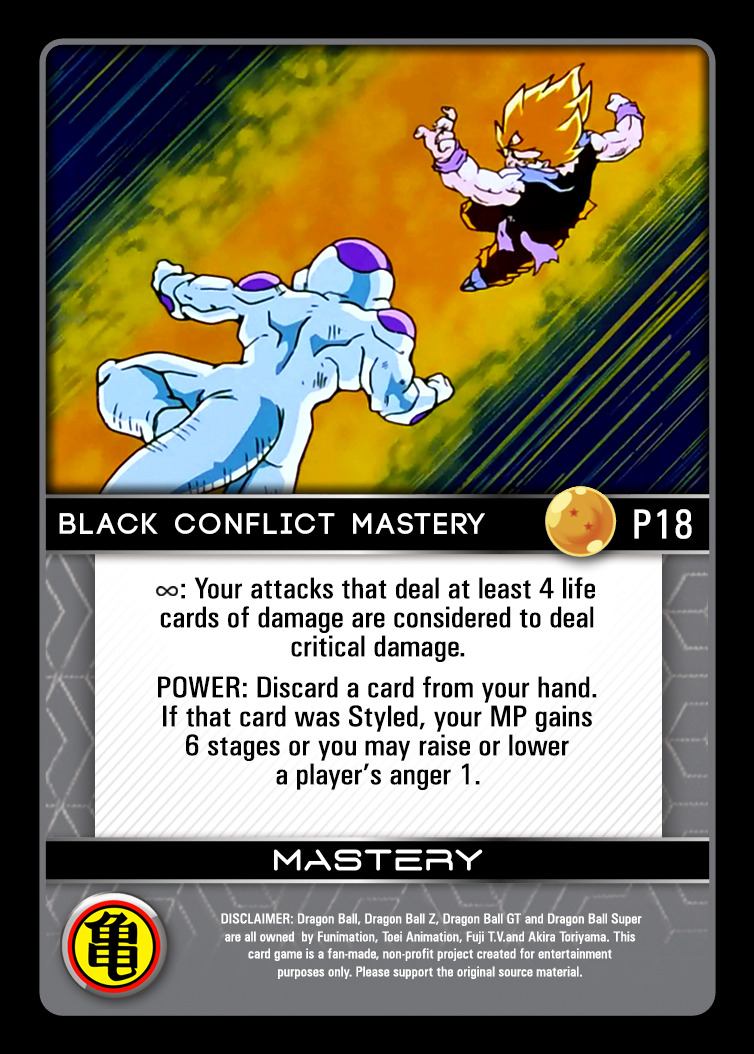 BLACK CONFLICT MASTERY P18
∞: Your attacks that deal at least 4 life
cards of damage are considered to deal
critical damage.
POWER: Discard a card from your hand.
If that card was Styled, your MP gains
6 stages or you may raise or lower
a player's anger 1.
MASTERY
亀
DISCLAIMER: Dragon Ball, Dragon Ball Z, Dragon Ball GT and Dragon Ball Super
are all owned by Funimation, Toei Animation, Fuji T.V.and Akira Toriyama. This
card game is a fan-made, non-profit project created for entertainment
purposes only. Please support the original source material.